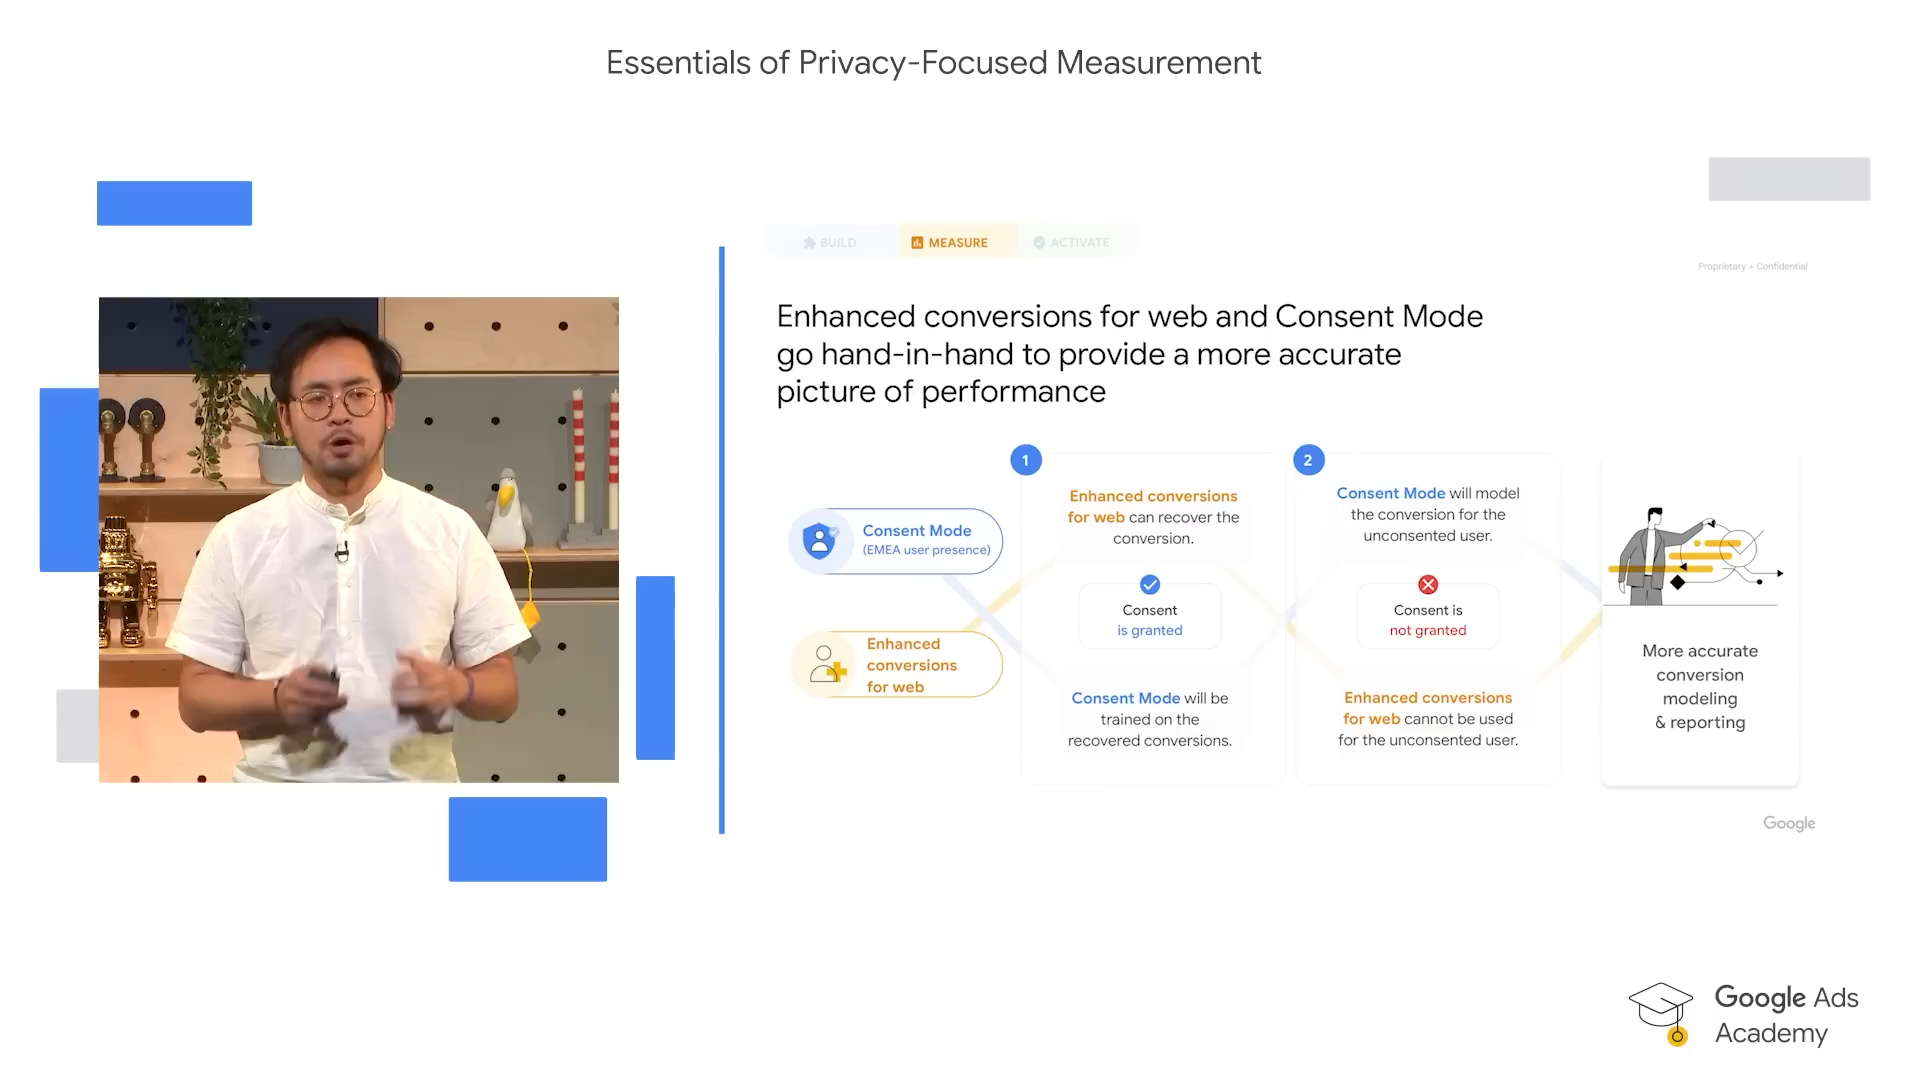 Essentials of Privacy-Focused Measurement
BUILD
MEASURE
ACTIVATE
Proprietary + Confidential
Enhanced conversions for web and Consent Mode
go hand-in-hand to provide a more accurate
picture of performance
Consent Mode
(EMEA user presence)
Enhanced
conversions
for web
1
Enhanced conversions
for web can recover the
conversion.
Consent
is granted
Consent Mode will be
trained on the
recovered conversions.
2
Consent Mode will model
the conversion for the
unconsented user.
Consent is
not granted
Enhanced conversions
for web cannot be used
for the unconsented user.
More accurate
conversion
modeling
& reporting
Google
Google Ads
Academy